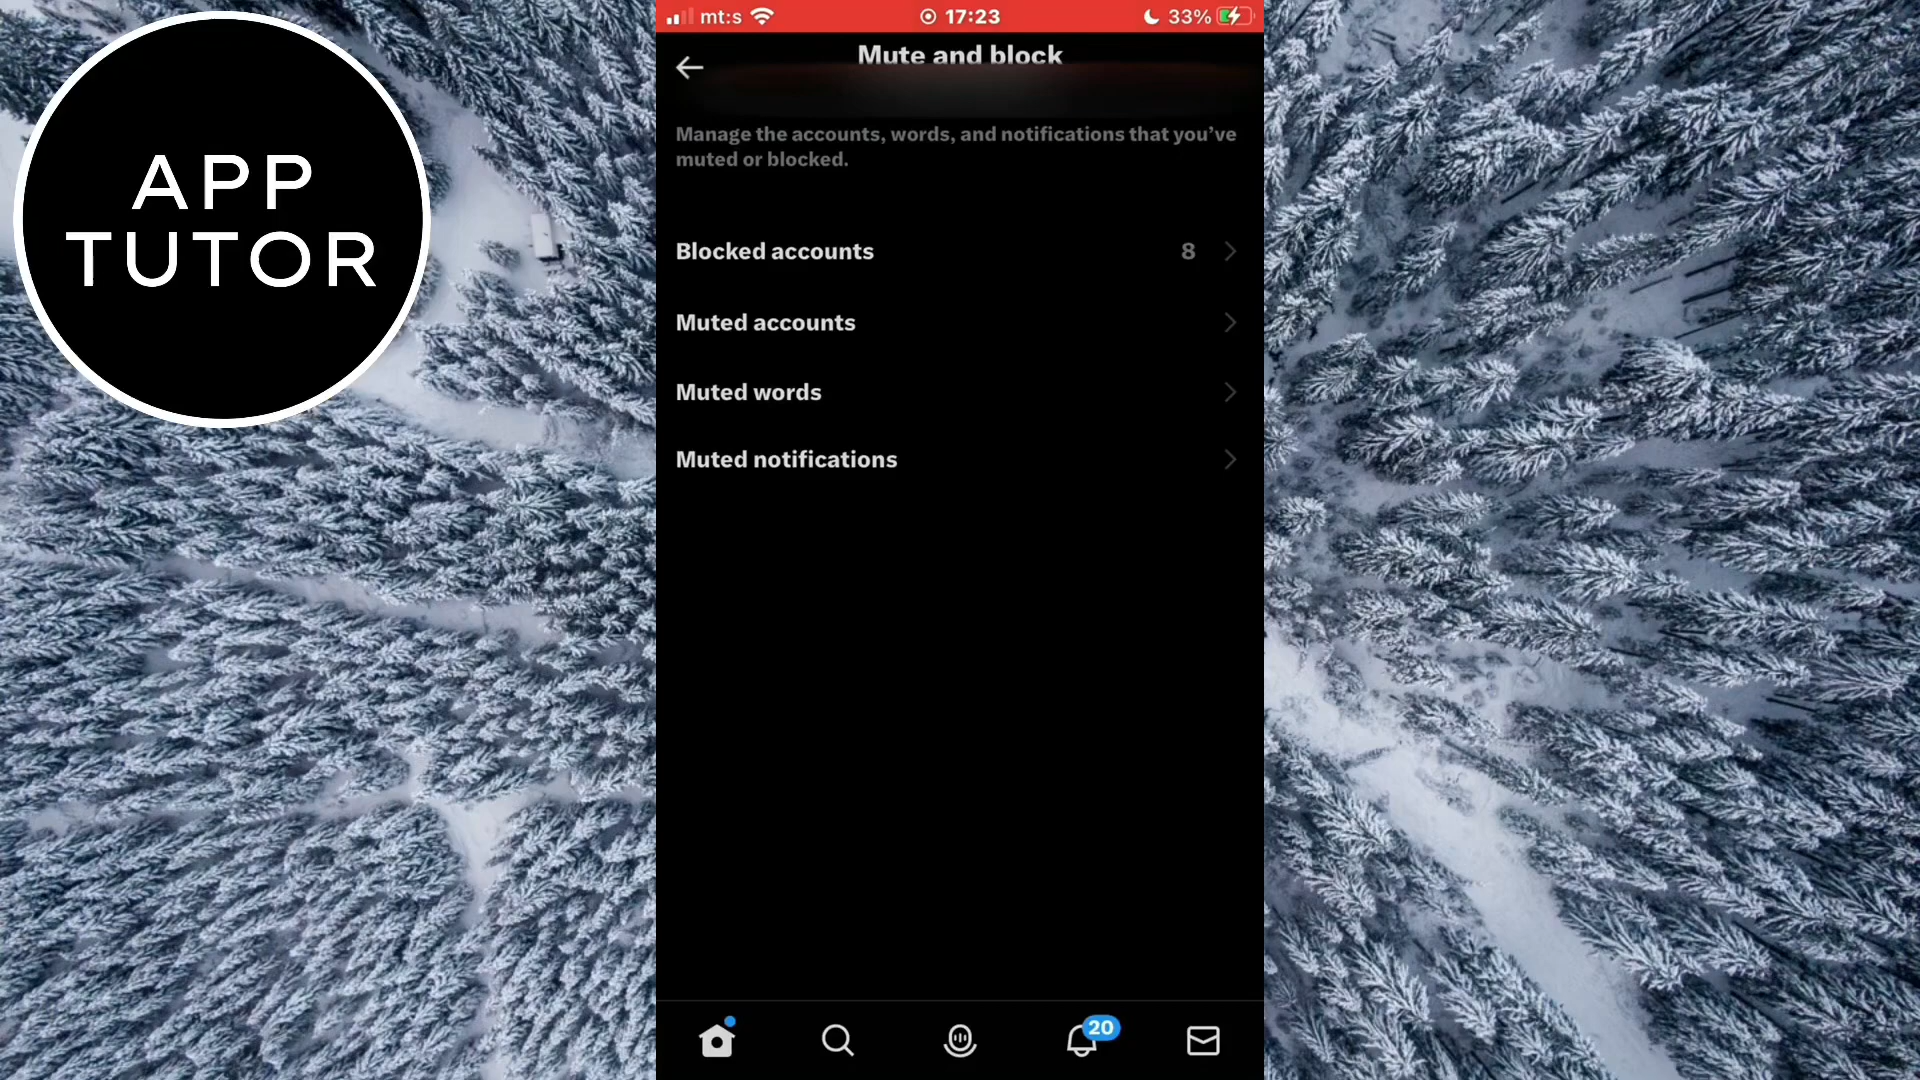 APP
TUTOR
mt:s
17:23
33%
Mute and block
Manage the accounts, words, and notifications that you’ve
muted or blocked.
Blocked accounts 8
Muted accounts
Muted words
Muted notifications
20